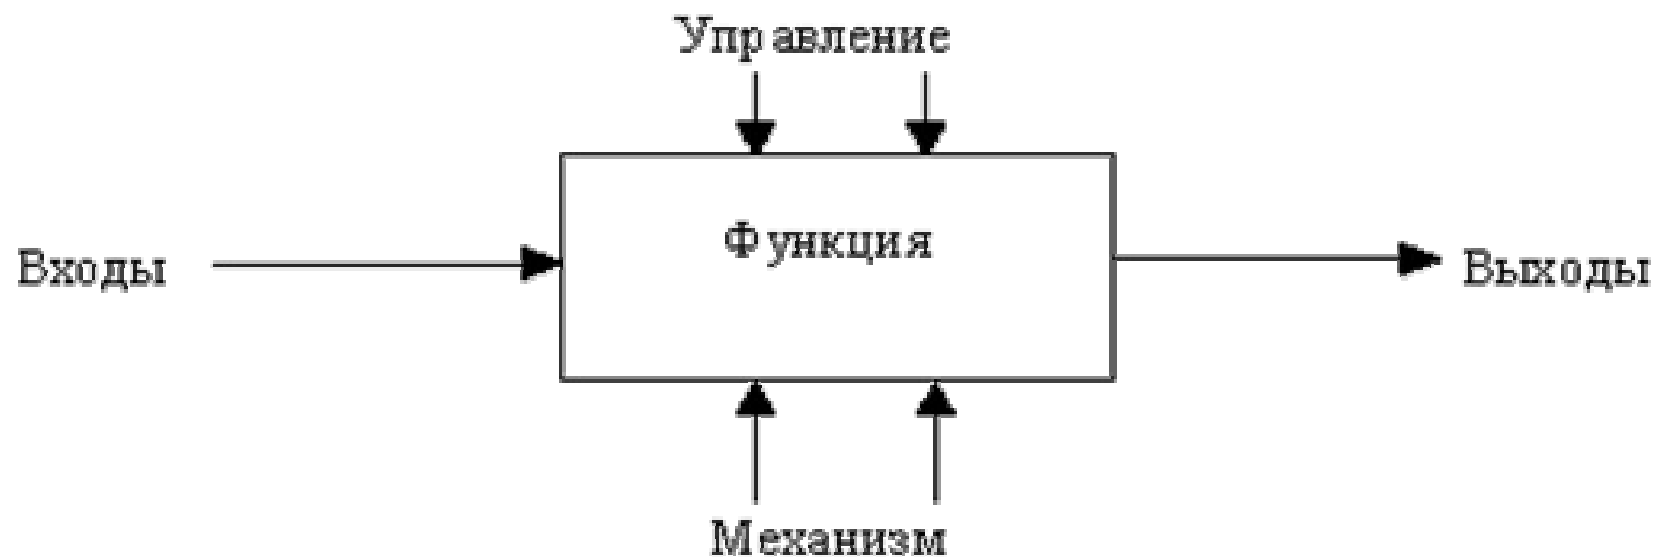 Управление
Функция
Входы
Выходы
Механизм